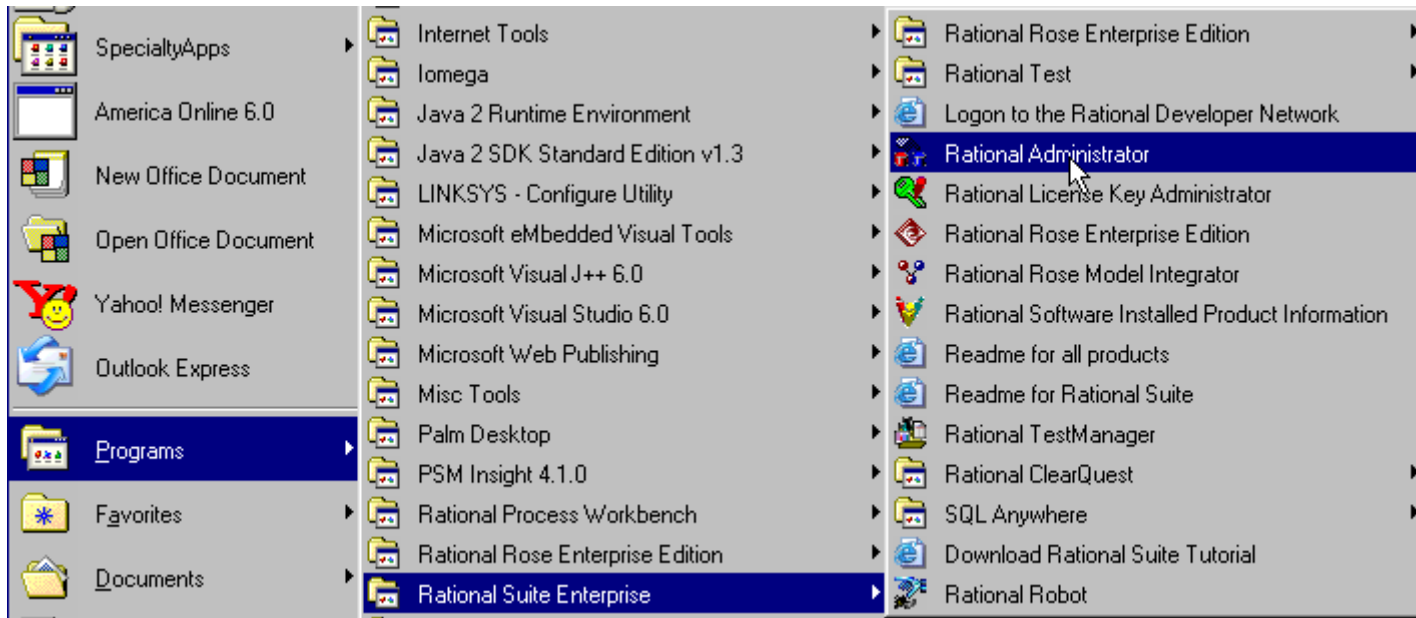 SpecialtyApps
America Online 6.0
New Office Document
Open Office Document
Yahoo! Messenger
Outlook Express
Programs
Favorites
Documents
Internet Tools
Iomega
Java 2 Runtime Environment
Java 2 SDK Standard Edition v1.3
LINKSYS - Configure Utility
Microsoft eMbedded Visual Tools
Microsoft Visual J++ 6.0
Microsoft Visual Studio 6.0
Microsoft Web Publishing
Misc Tools
Palm Desktop
PSM Insight 4.1.0
Rational Process Workbench
Rational Rose Enterprise Edition
Rational Suite Enterprise
Rational Rose Enterprise Edition
Rational Test
Logon to the Rational Developer Network
Rational Administrator
Rational License Key Administrator
Rational Rose Enterprise Edition
Rational Rose Model Integrator
Rational Software Installed Product Information
Readme for all products
Readme for Rational Suite
Rational TestManager
Rational ClearQuest
SQL Anywhere
Download Rational Suite Tutorial
Rational Robot